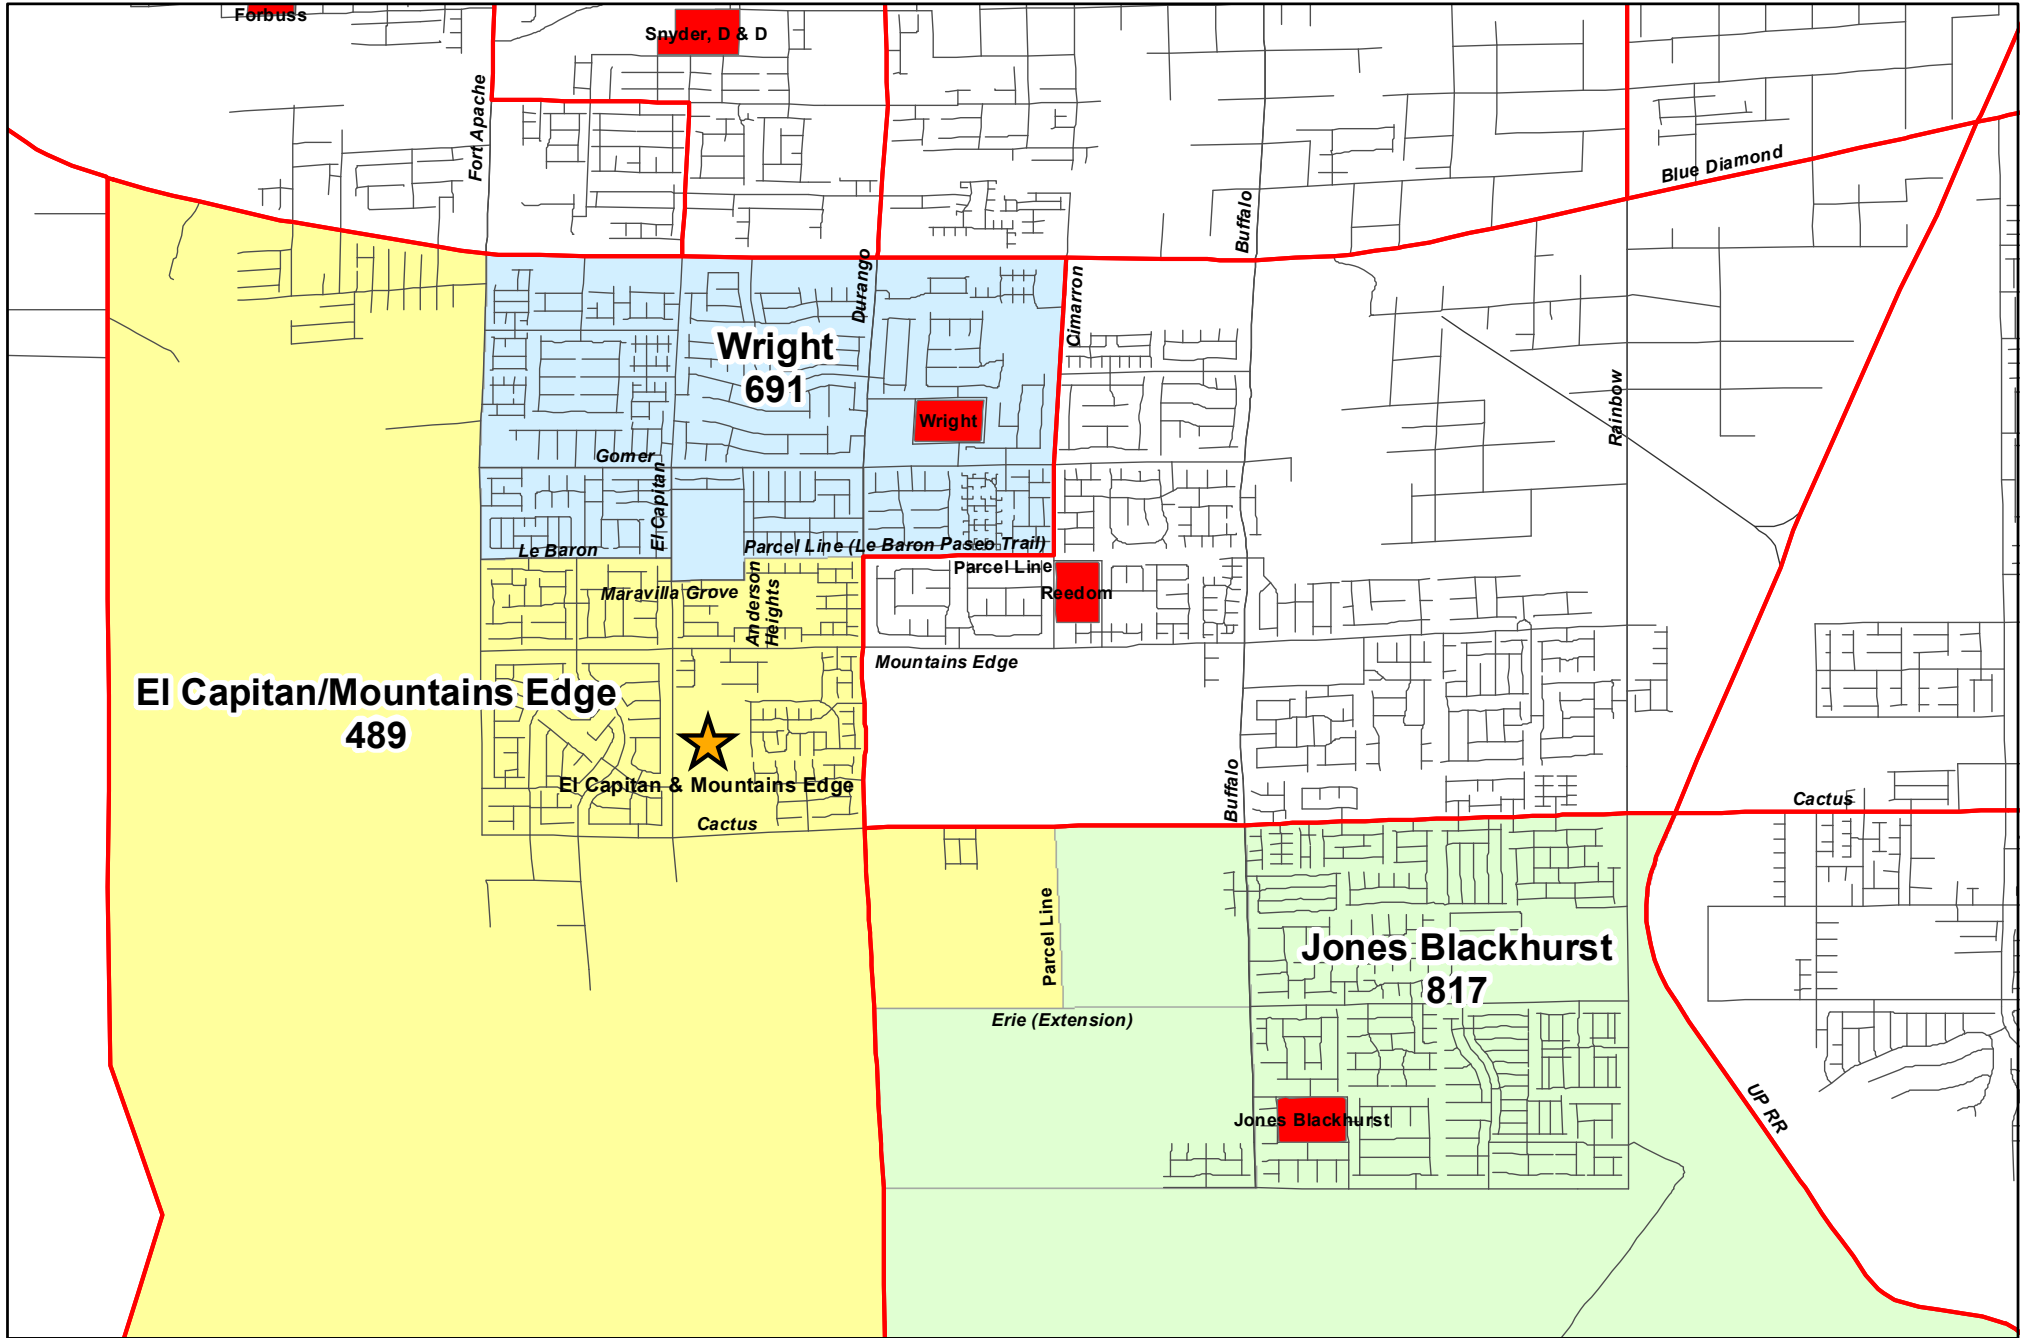 Forbuss
Snyder, D & D
Fort Apache
Blue Diamond
Buffalo
Durango
Cimarron
Wright
691
Wright
Rainbow
Gomer
El Capitan
Le Baron
Parcel Line (Le Baron Paseo Trail)
Parcel Line
Reedom
Maravilla Grove
Anderson
Heights
Mountains Edge
El Capitan/Mountains Edge
489
El Capitan & Mountains Edge
Buffalo
Cactus
Cactus
Parcel Line
Jones Blackhurst
817
Erie (Extension)
UP RR
Jones Blackhurst